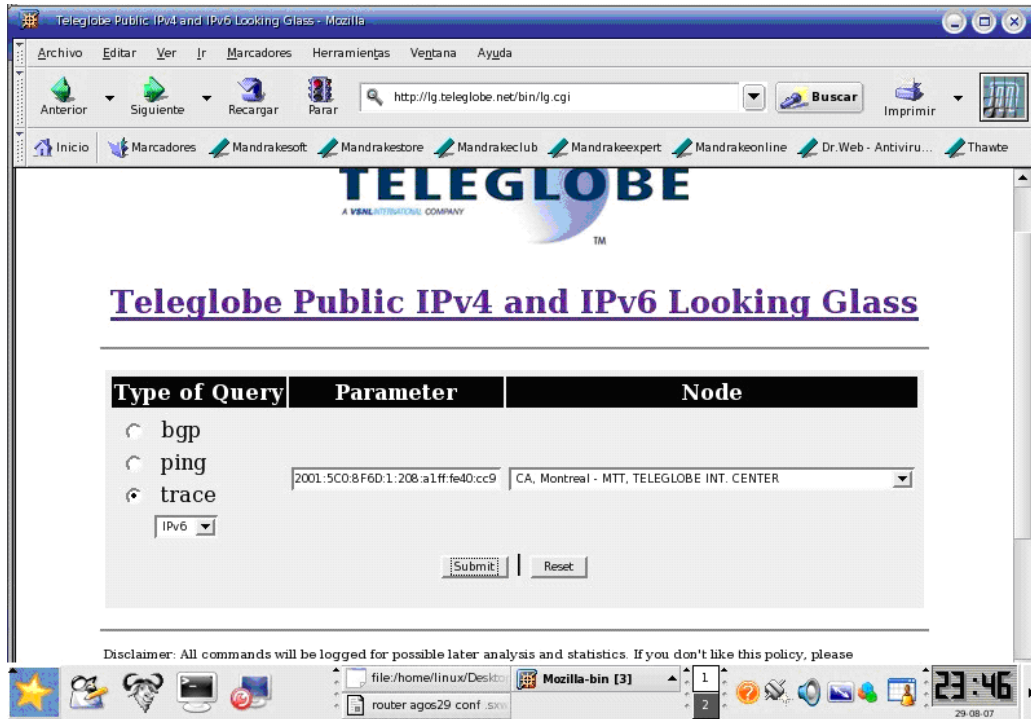 Teleglobe Public IPv4 and IPv6 Looking Glass - Mozilla
Archivo Editar Ver Ir Marcadores Herramientas Ventana Ayuda
Anterior Siguiente Recargar Parar http://lg.teleglobe.net/bin/lg.cgi Buscar Imprimir
Inicio Marcadores Mandrakesoft Mandrakestore Mandrakeclub Mandrakeexpert Mandrakeonline Dr.Web - Antiviru... Thawte
TELEGLOBE
A VSNL INTERNATIONAL COMPANY
TM
Teleglobe Public IPv4 and IPv6 Looking Glass
Type of Query Parameter Node
bgp
ping
2001:5C0:8F6D:1:208:a1ff:fe40:cc9 CA, Montreal - MTT, TELEGLOBE INT. CENTER
trace
IPv6
Submit Reset
Disclaimer: All commands will be logged for possible later analysis and statistics. If you don't like this policy, please
file:/home/linux/Deskto Mozilla-bin [3] 1 23:46
router agos29 conf .sxw 2 29-08-07